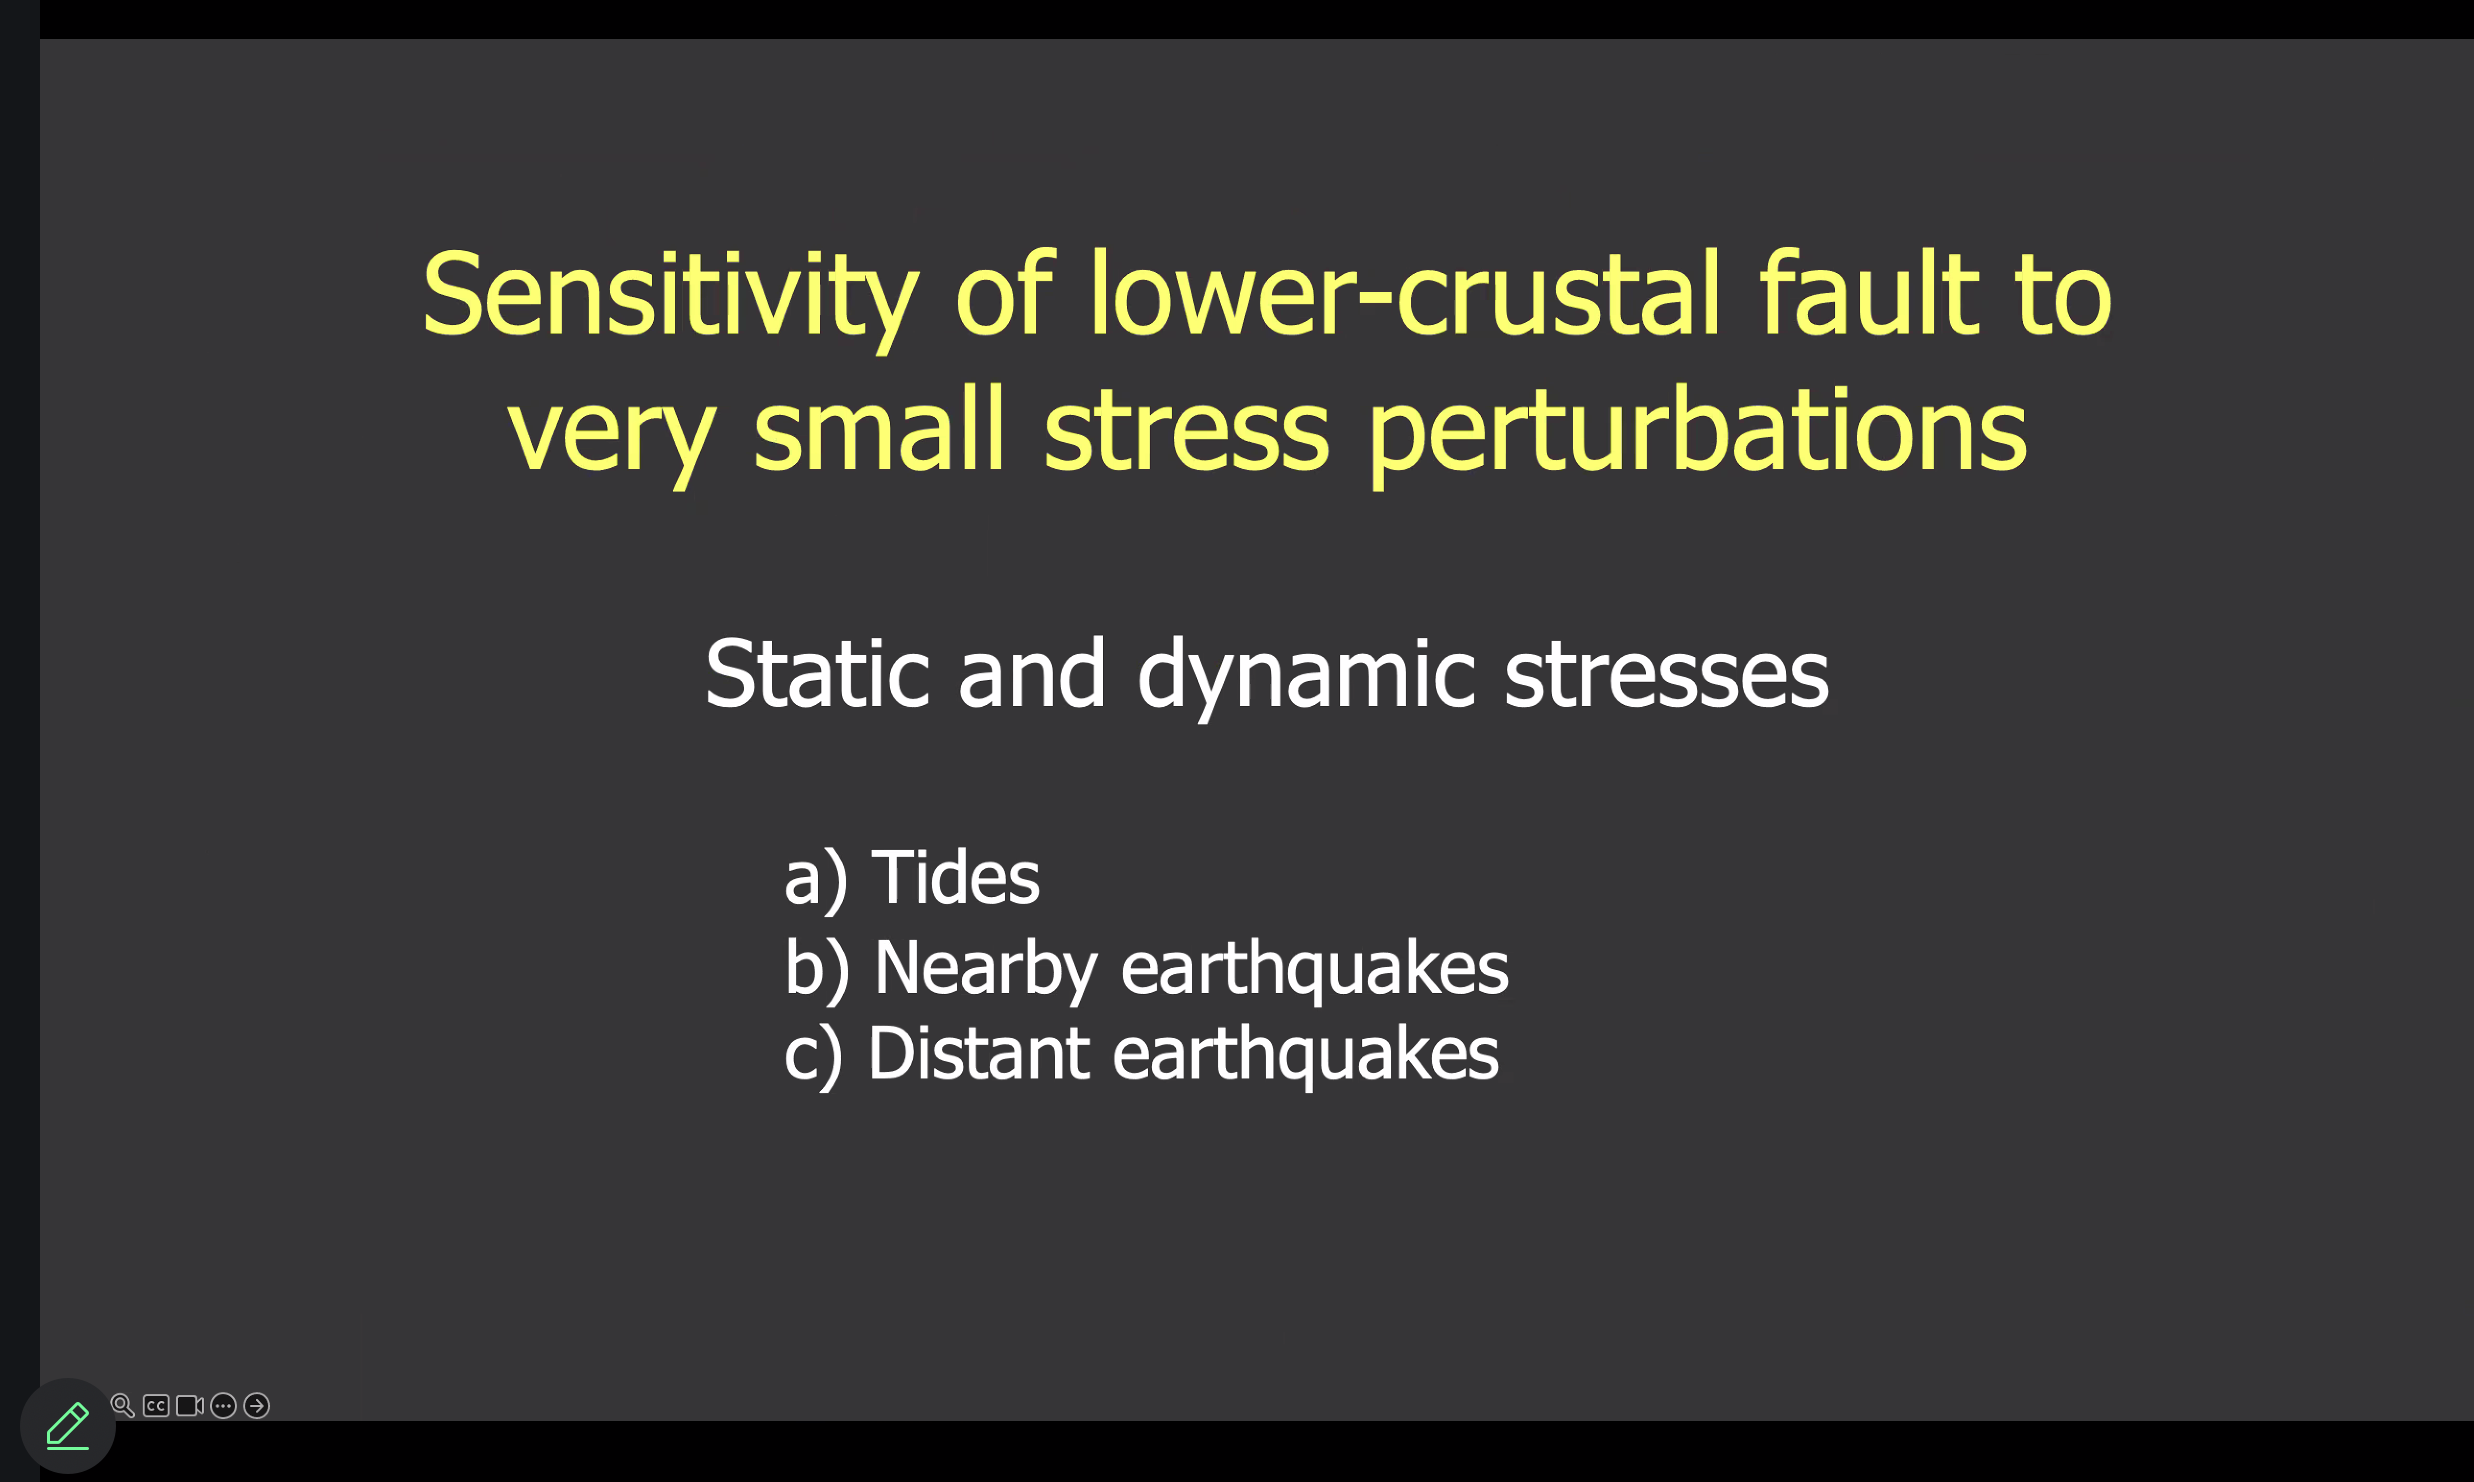 Sensitivity of lower-crustal fault to
very small stress perturbations
Static and dynamic stresses
a) Tides
b) Nearby earthquakes
c) Distant earthquakes
CC